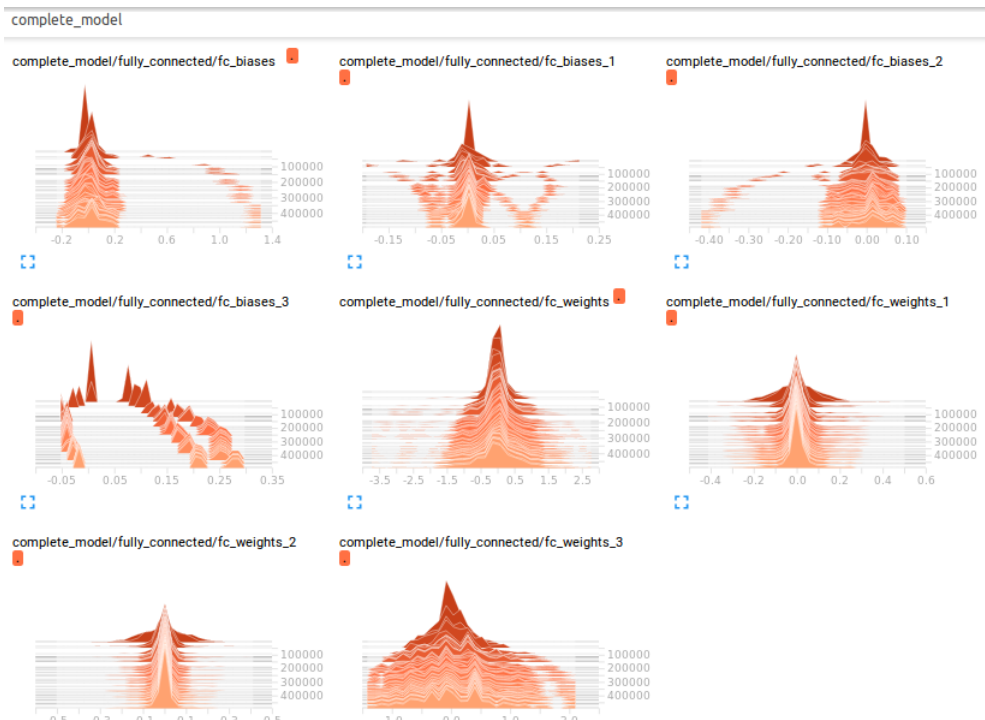 complete_model
complete_model/fully_connected/fc_biases .
complete_model/fully_connected/fc_biases_1
.
complete_model/fully_connected/fc_biases_2
.
100000
200000
300000
400000
-0.2 0.2 0.6 1.0 1.4
100000
200000
300000
400000
-0.15 -0.05 0.05 0.15 0.25
100000
200000
300000
400000
-0.40 -0.30 -0.20 -0.10 0.00 0.10
complete_model/fully_connected/fc_biases_3
.
complete_model/fully_connected/fc_weights .
complete_model/fully_connected/fc_weights_1
.
100000
200000
300000
400000
-0.05 0.05 0.15 0.25 0.35
100000
200000
300000
400000
-3.5 -2.5 -1.5 -0.5 0.5 1.5 2.5
100000
200000
300000
400000
-0.4 -0.2 0.0 0.2 0.4 0.6
complete_model/fully_connected/fc_weights_2
.
complete_model/fully_connected/fc_weights_3
.
100000
200000
300000
400000
100000
200000
300000
400000